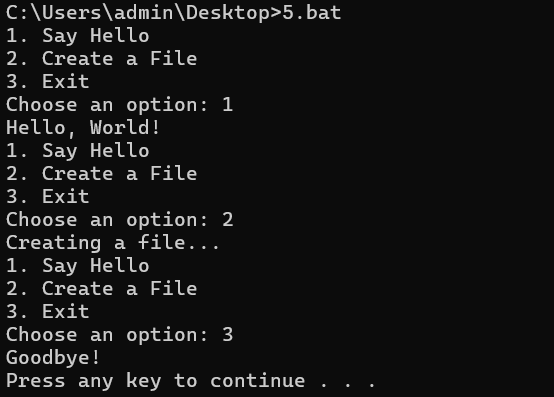 C:\Users\admin\Desktop>5.bat
1. Say Hello
2. Create a File
3. Exit
Choose an option: 1
Hello, World!
1. Say Hello
2. Create a File
3. Exit
Choose an option: 2
Creating a file...
1. Say Hello
2. Create a File
3. Exit
Choose an option: 3
Goodbye!
Press any key to continue . . .